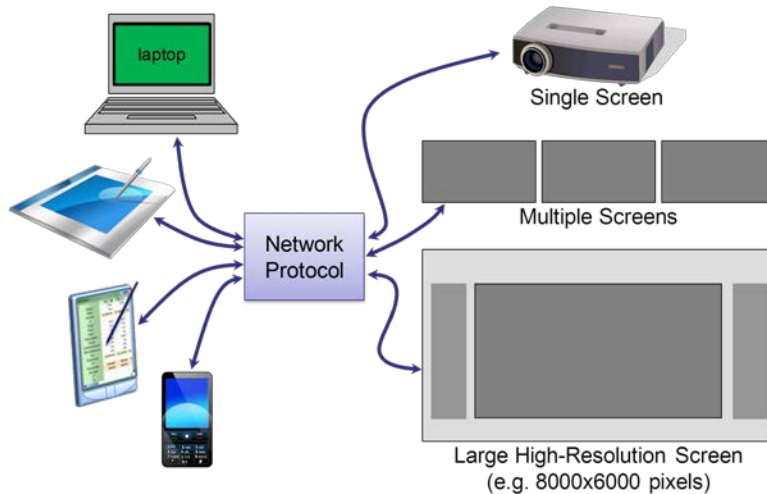 laptop
Single Screen
Multiple Screens
Network
Protocol
Large High-Resolution Screen
(e.g. 8000x6000 pixels)